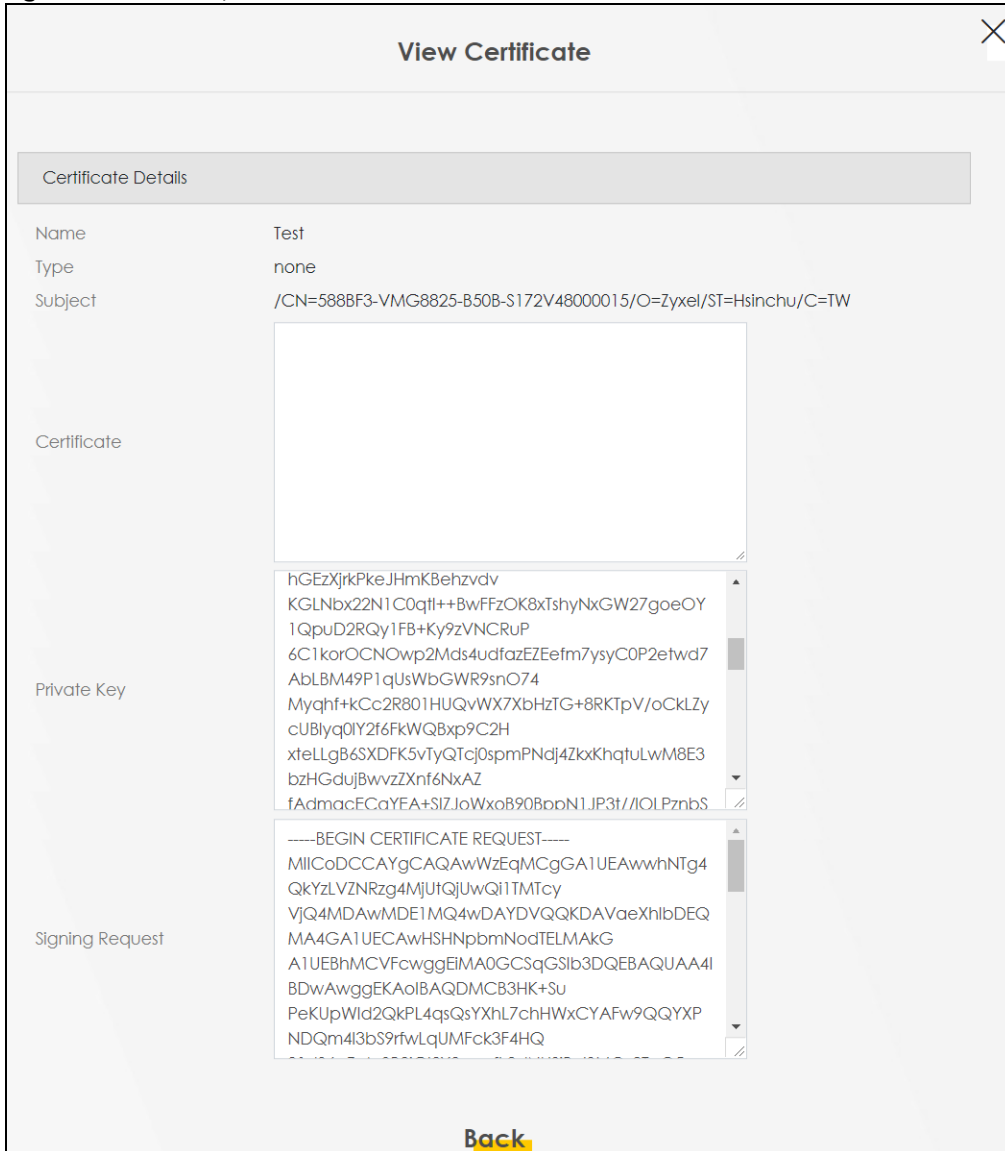 View Certificate
Certificate Details
Name Test
Type none
Subject /CN=588BF3-VMG8825-B50B-S172V48000015/O=Zyxel/ST=Hsinchu/C=TW
Certificate
Private Key
hGEzXjrkPkeJHmKBehzvdv
KGLNbx22N1C0qtI++BwFFzOK8xTshyNxGW27goeOY
1QpuD2RQy1FB+Ky9zVNCRuP
6C1korOCNOwp2Mds4udfazEZEefm7ysyC0P2etwd7
AbLBM49P1qUsWbGWR9snO74
Myqhf+kCc2R801HUQvWX7XbHzTG+8RKTpV/oCkLZy
cUBlyq0lY2f6FkWQBxp9C2H
xteLLgB6SXDFK5vTyQTcj0spmPNdj4ZkxKhqtuLwM8E3
bzHGdujBwvzZXnf6NxAZ
Signing Request
-----BEGIN CERTIFICATE REQUEST-----
MIICoDCCAYgCAQAwWzEqMCgGA1UEAwwhNTg4
QkYzLVZNRzg4MjUtQjUwQi1TMTcy
VjQ4MDAwMDE1MQ4wDAYDVQQKDAVaeXhlbDEQ
MA4GA1UECAwHSHNpbmNodTELMAkG
A1UEBhMCVFcwggEiMA0GCSqGSIb3DQEBAQUAA4I
BDwAwggEKAoIBAQDMCB3HK+Su
PeKUpWld2QkPL4qsQsYXhL7chHWxCYAFw9QQYXP
NDQm4l3bS9rfwLqUMFck3F4HQ
Back